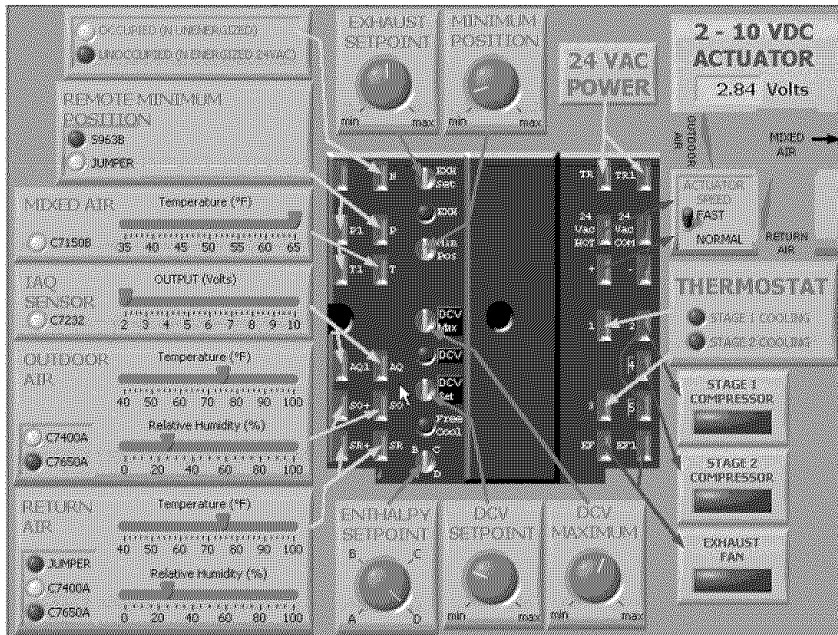 OCCUPIED (N UNENERGIZED)
UNOCCUPIED (N ENERGIZED 24VAC)
REMOTE MINIMUM
POSITION
S963B
JUMPER
MIXED AIR
Temperature (°F)
C7150B
35 40 45 50 55 60 65
IAQ
SENSOR
OUTPUT (Volts)
C7232
2 3 4 5 6 7 8 9 10
OUTDOOR
AIR
Temperature (°F)
40 50 60 70 80 90 100
Relative Humidity (%)
C7400A
C7650A
0 20 40 60 80 100
RETURN
AIR
Temperature (°F)
40 50 60 70 80 90 100
JUMPER
C7400A
C7650A
Relative Humidity (%)
0 20 40 60 80 100
EXHAUST
SETPOINT
min max
MINIMUM
POSITION
min max
24 VAC
POWER
2 - 10 VDC
ACTUATOR
2.84 Volts
OUTDOOR
AIR
MIXED
AIR
ACTUATOR
SPEED
FAST
NORMAL
RETURN
AIR
THERMOSTAT
STAGE 1 COOLING
STAGE 2 COOLING
STAGE 1
COMPRESSOR
STAGE 2
COMPRESSOR
EXHAUST
FAN
N
P1 P
T1 T
AQ1 AQ
SO+ SO
SR+ SR
EXH
Set
EXH
Min
Pos
DCV
Max
DCV
DCV
Set
Free
Cool
B C
D
TR TR1
24
Vac
HOT
24
Vac
COM
+ -
1 2
4
3 5
EF EF1
ENTHALPY
SETPOINT
B C
A D
DCV
SETPOINT
min max
DCV
MAXIMUM
min max